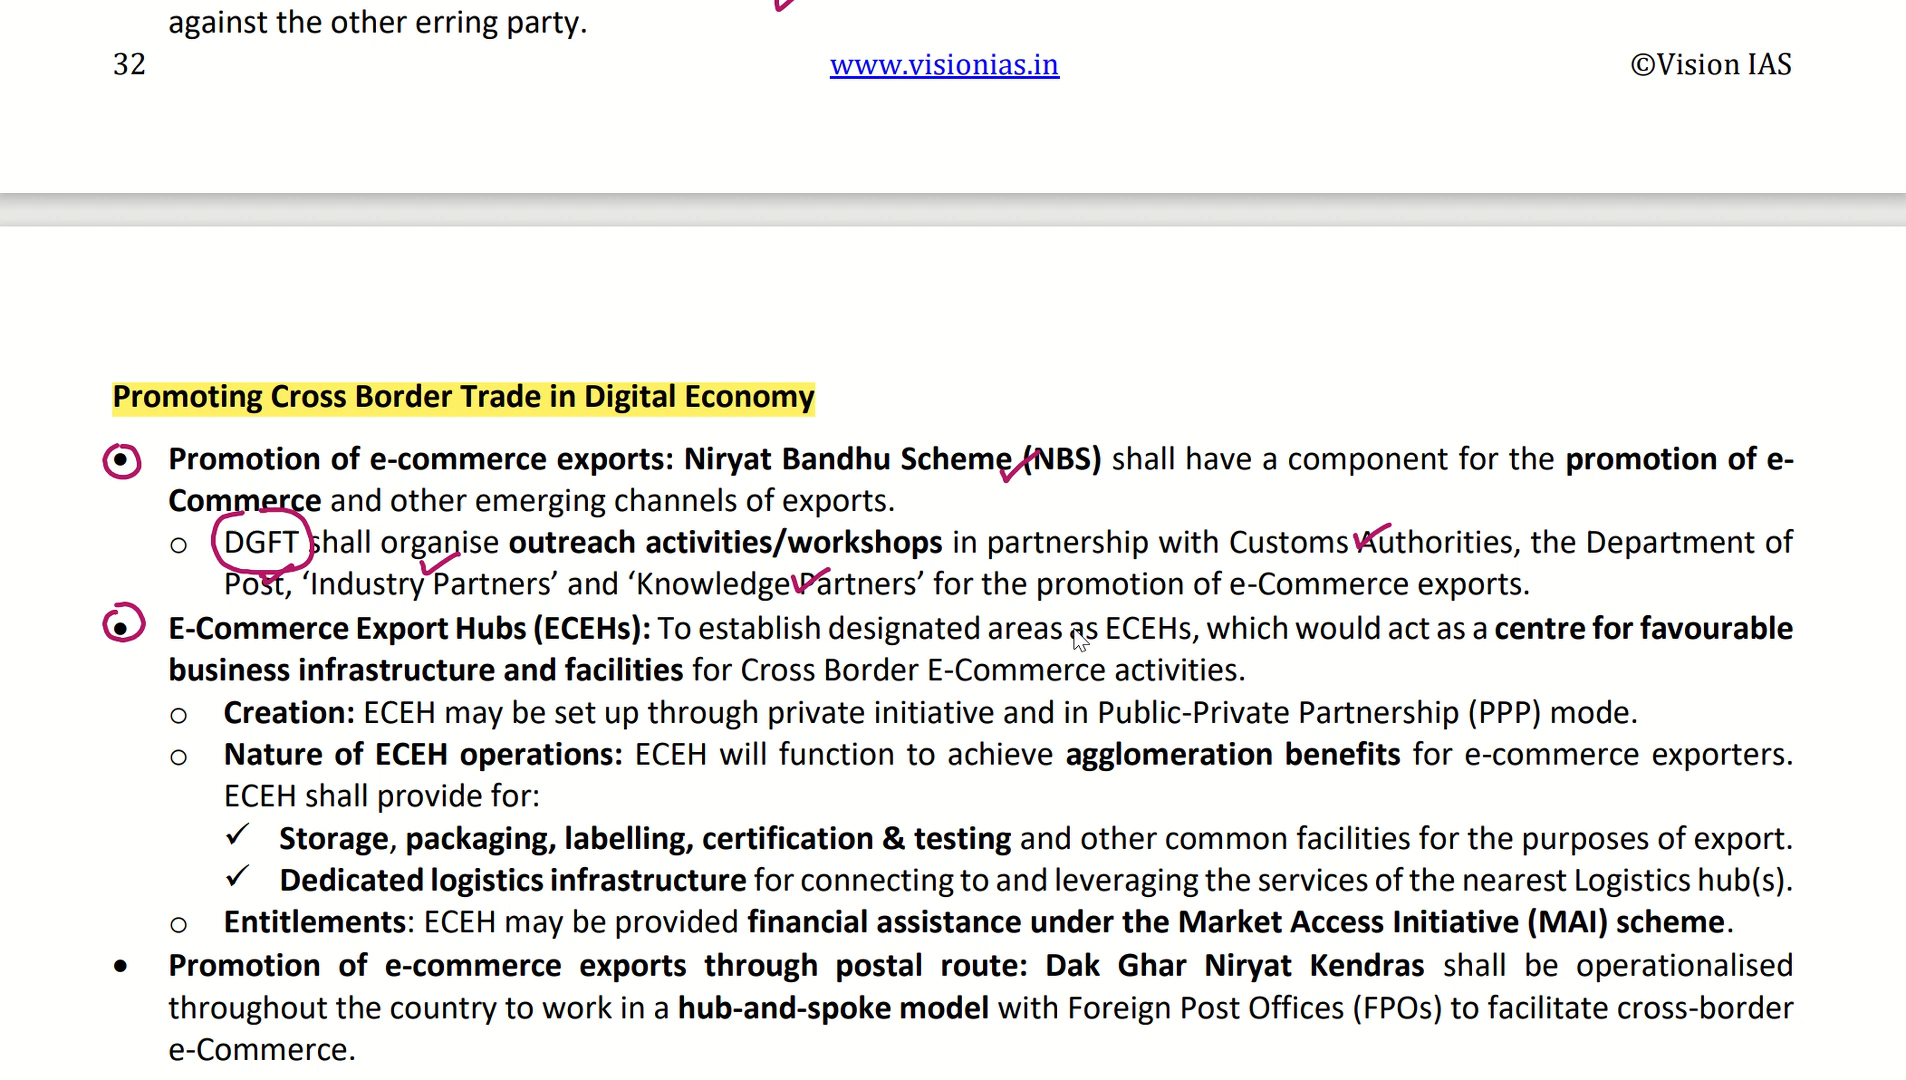 against the other erring party.
32 www.visionias.in ©Vision IAS
Promoting Cross Border Trade in Digital Economy
• Promotion of e-commerce exports: Niryat Bandhu Scheme (NBS) shall have a component for the promotion of e-
Commerce and other emerging channels of exports.
o DGFT shall organise outreach activities/workshops in partnership with Customs Authorities, the Department of
Post, ‘Industry Partners’ and ‘Knowledge Partners’ for the promotion of e-Commerce exports.
• E-Commerce Export Hubs (ECEHs): To establish designated areas as ECEHs, which would act as a centre for favourable
business infrastructure and facilities for Cross Border E-Commerce activities.
o Creation: ECEH may be set up through private initiative and in Public-Private Partnership (PPP) mode.
o Nature of ECEH operations: ECEH will function to achieve agglomeration benefits for e-commerce exporters.
ECEH shall provide for:
✓ Storage, packaging, labelling, certification & testing and other common facilities for the purposes of export.
✓ Dedicated logistics infrastructure for connecting to and leveraging the services of the nearest Logistics hub(s).
o Entitlements: ECEH may be provided financial assistance under the Market Access Initiative (MAI) scheme.
• Promotion of e-commerce exports through postal route: Dak Ghar Niryat Kendras shall be operationalised
throughout the country to work in a hub-and-spoke model with Foreign Post Offices (FPOs) to facilitate cross-border
e-Commerce.